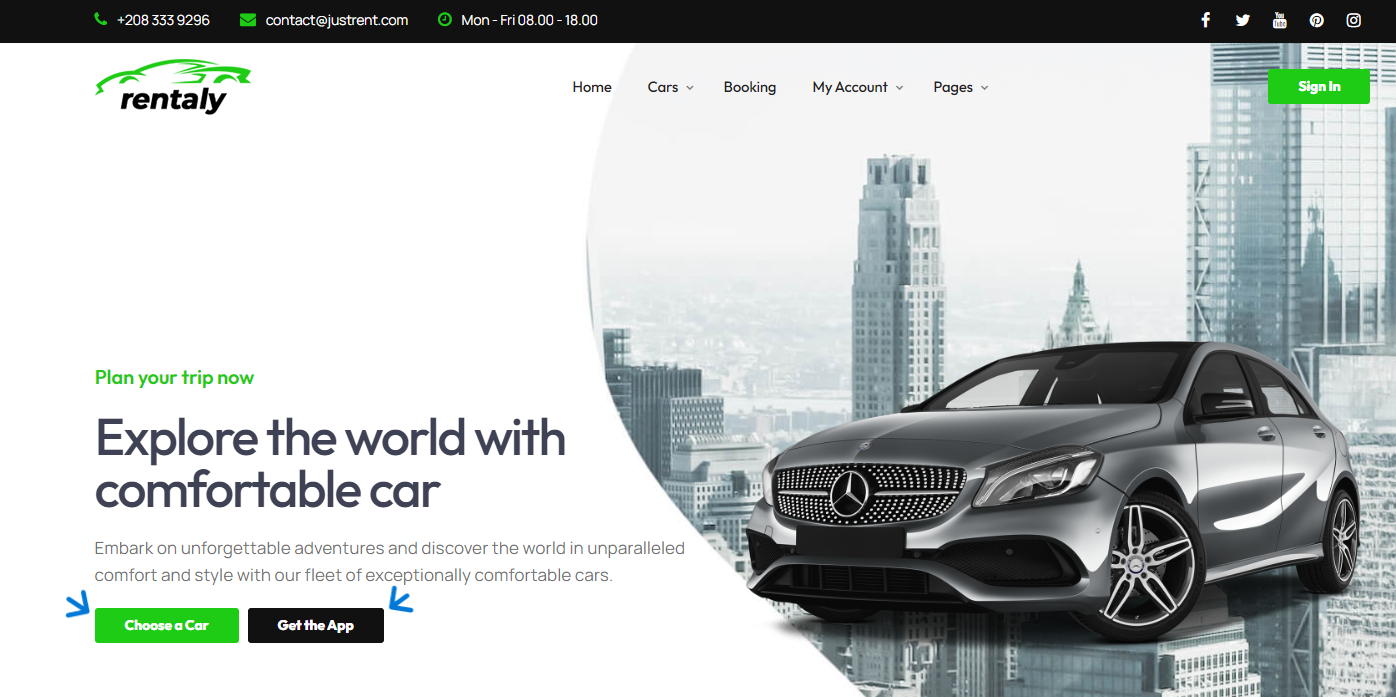 +208 333 9296 contact@justrent.com Mon - Fri 08.00 - 18.00
You
Tube
rentaly
Home Cars Booking My Account Pages
Sign In
Plan your trip now
Explore the world with
comfortable car
Embark on unforgettable adventures and discover the world in unparalleled
comfort and style with our fleet of exceptionally comfortable cars.
Choose a Car Get the App